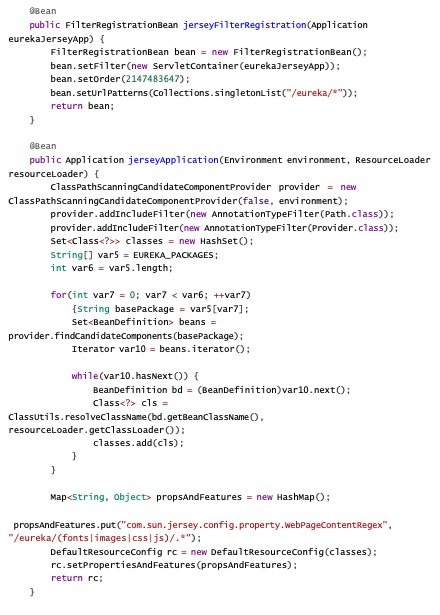 @Bean
public FilterRegistrationBean jerseyFilterRegistration(Application
eurekaJerseyApp) {
FilterRegistrationBean bean = new FilterRegistrationBean();
bean.setFilter(new ServletContainer(eurekaJerseyApp));
bean.setOrder(2147483647);
bean.setUrlPatterns(Collections.singletonList("/eureka/*"));
return bean;
}
@Bean
public Application jerseyApplication(Environment environment, ResourceLoader
resourceLoader) {
ClassPathScanningCandidateComponentProvider provider = new
ClassPathScanningCandidateComponentProvider(false, environment);
provider.addIncludeFilter(new AnnotationTypeFilter(Path.class));
provider.addIncludeFilter(new AnnotationTypeFilter(Provider.class));
Set<Class<?>> classes = new HashSet();
String[] var5 = EUREKA_PACKAGES;
int var6 = var5.length;
for(int var7 = 0; var7 < var6; ++var7)
{String basePackage = var5[var7];
Set<BeanDefinition> beans =
provider.findCandidateComponents(basePackage);
Iterator var10 = beans.iterator();
while(var10.hasNext()) {
BeanDefinition bd = (BeanDefinition)var10.next();
Class<?> cls =
ClassUtils.resolveClassName(bd.getBeanClassName(),
resourceLoader.getClassLoader());
classes.add(cls);
}
}
Map<String, Object> propsAndFeatures = new HashMap();
propsAndFeatures.put("com.sun.jersey.config.property.WebPageContentRegex",
"/eureka/(fonts|images|css|js)/.*");
DefaultResourceConfig rc = new DefaultResourceConfig(classes);
rc.setPropertiesAndFeatures(propsAndFeatures);
return rc;
}